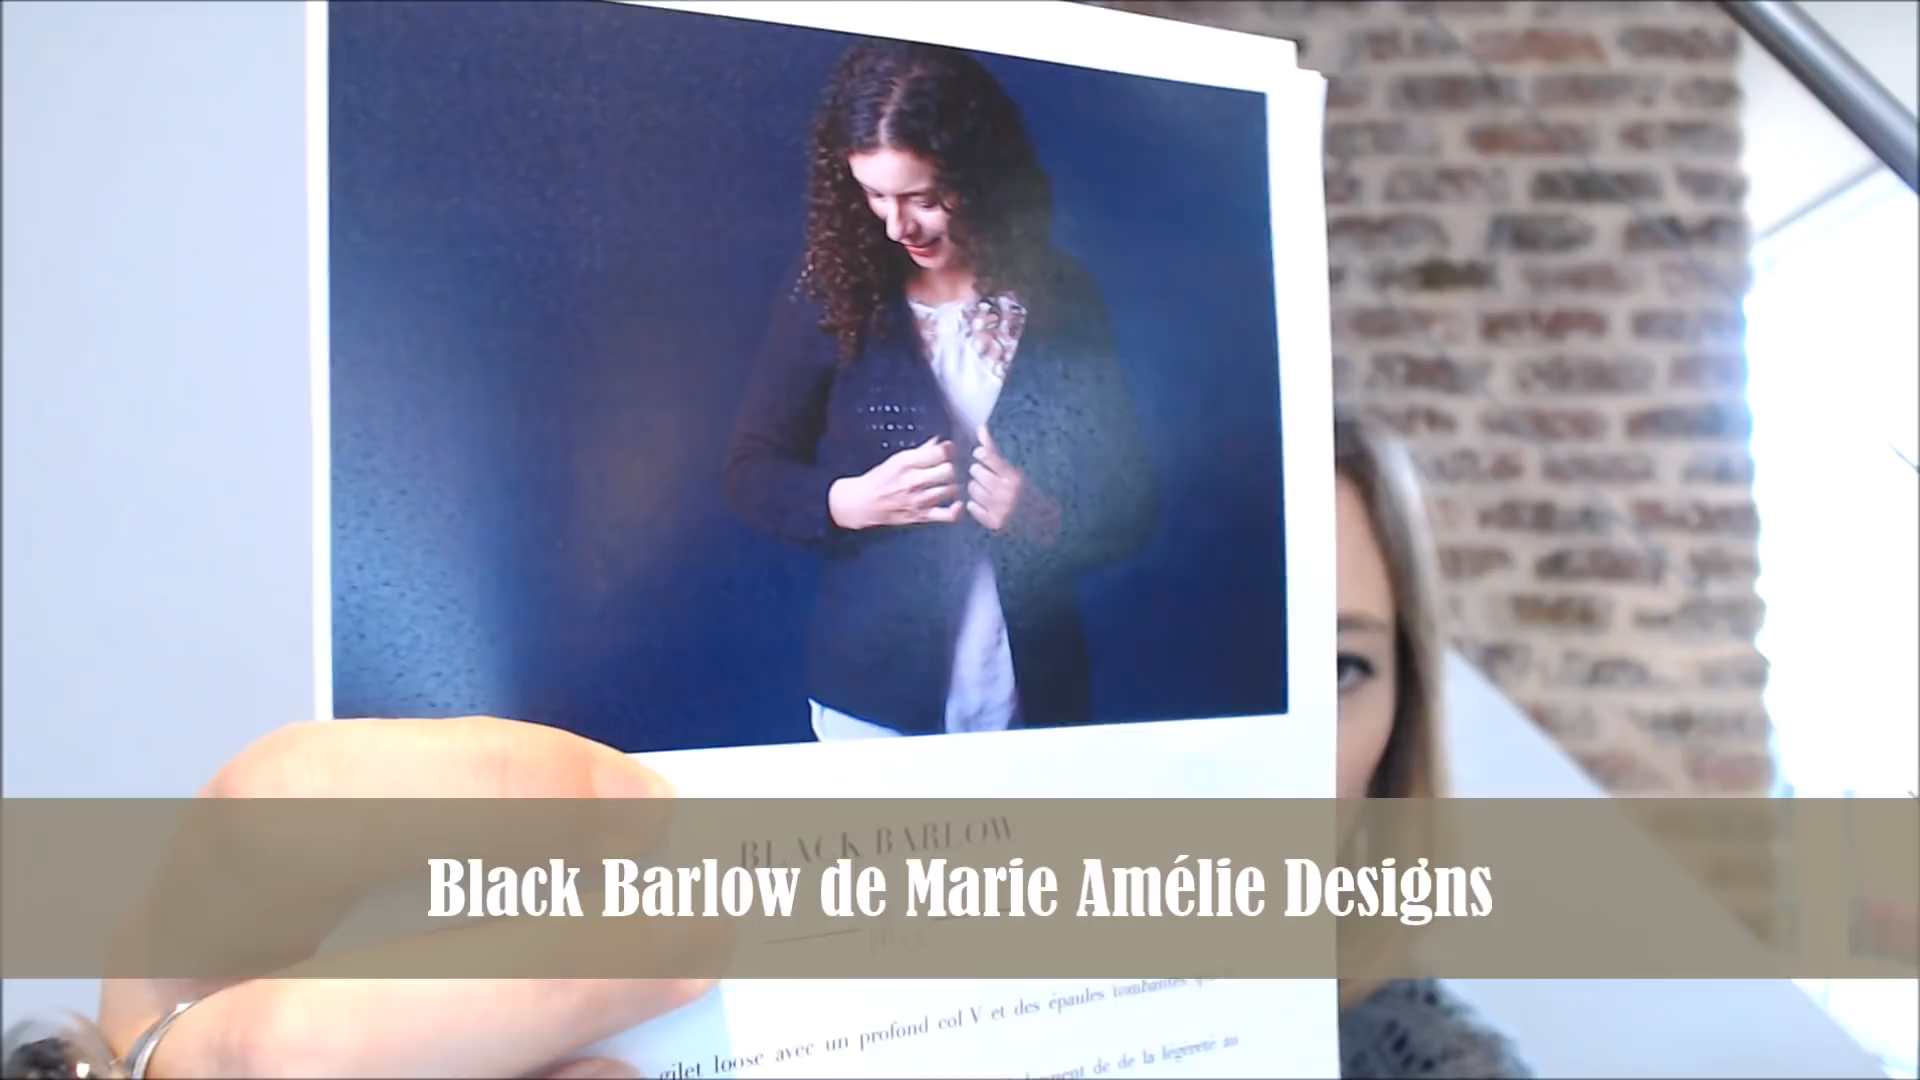 BLACK BARLOW
Black Barlow de Marie Amélie Designs
gilet loose avec un profond col V et des épaules tombantes
de de la légèreté au